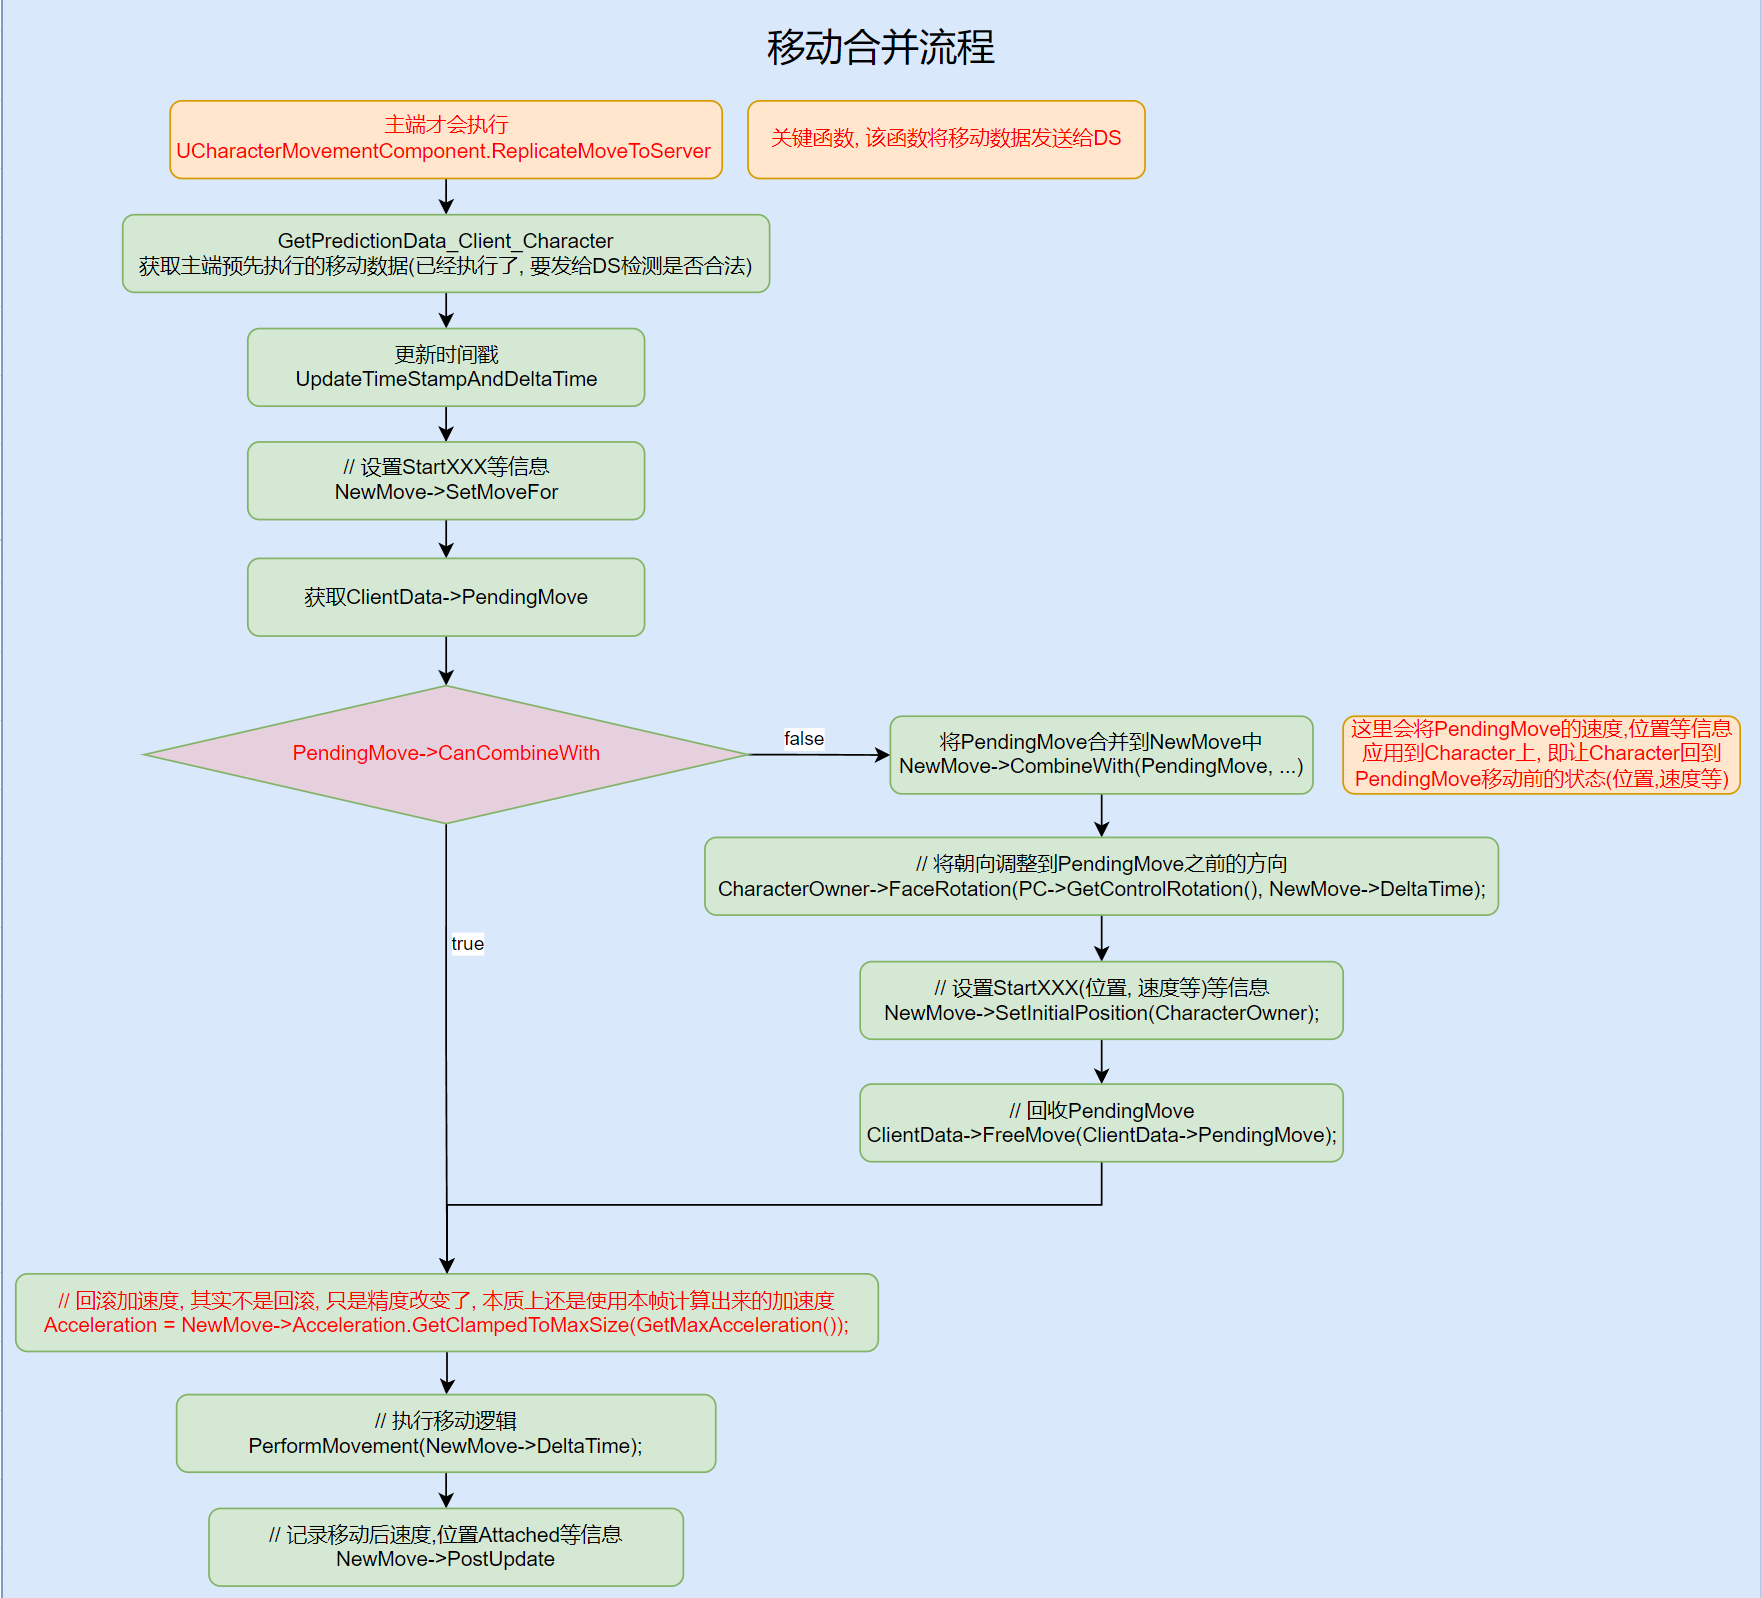 移动合并流程
主端才会执行
UCharacterMovementComponent.ReplicateMoveToServer
关键函数, 该函数将移动数据发送给DS
GetPredictionData_Client_Character
获取主端预先执行的移动数据(已经执行了, 要发给DS检测是否合法)
更新时间戳
UpdateTimeStampAndDeltaTime
// 设置StartXXX等信息
NewMove->SetMoveFor
获取ClientData->PendingMove
PendingMove->CanCombineWith
false
将PendingMove合并到NewMove中
NewMove->CombineWith(PendingMove, ...)
这里会将PendingMove的速度,位置等信息
应用到Character上, 即让Character回到
PendingMove移动前的状态(位置,速度等)
// 将朝向调整到PendingMove之前的方向
CharacterOwner->FaceRotation(PC->GetControlRotation(), NewMove->DeltaTime);
true
// 设置StartXXX(位置, 速度等)等信息
NewMove->SetInitialPosition(CharacterOwner);
// 回收PendingMove
ClientData->FreeMove(ClientData->PendingMove);
// 回滚加速度, 其实不是回滚, 只是精度改变了, 本质上还是使用本帧计算出来的加速度
Acceleration = NewMove->Acceleration.GetClampedToMaxSize(GetMaxAcceleration());
// 执行移动逻辑
PerformMovement(NewMove->DeltaTime);
// 记录移动后速度,位置Attached等信息
NewMove->PostUpdate